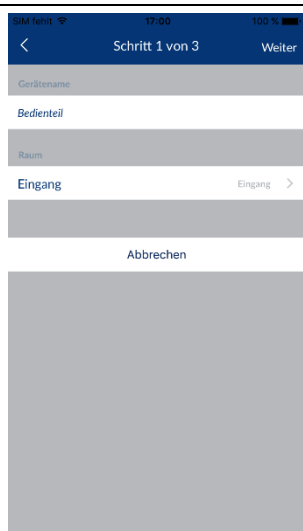 SIM fehlt 17:00 100 %
Schritt 1 von 3 Weiter
Gerätename
Bedienteil
Raum
Eingang Eingang
Abbrechen